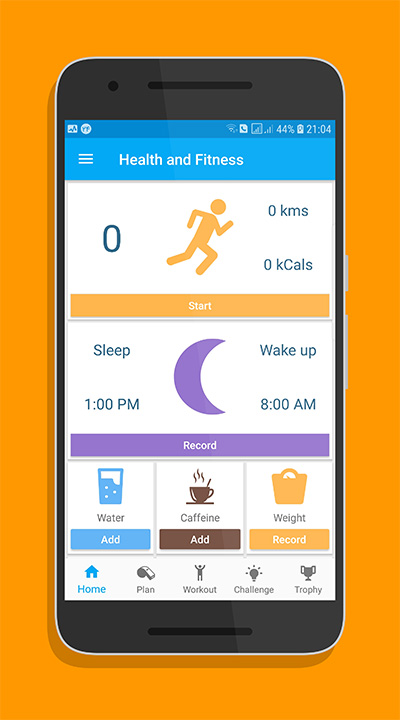 44% 21:04
Health and Fitness
0
0 kms
0 kCals
Start
Sleep
Wake up
1:00 PM
8:00 AM
Record
Water
Caffeine
Weight
Add
Add
Record
Home
Plan
Workout
Challenge
Trophy